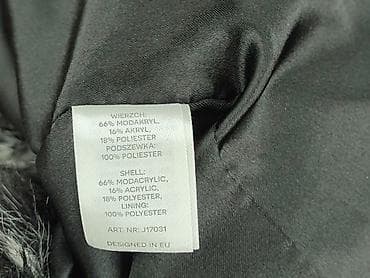 WIERZCH:
66% MODAKRYL,
16% AKRYL,
18% POLIESTER
PODSZEWKA:
100% POLIESTER
SHELL:
66% MODACRYLIC,
16% ACRYLIC,
18% POLYESTER,
LINING:
100% POLYESTER
ART. NR: J17031
DESIGNED IN EU